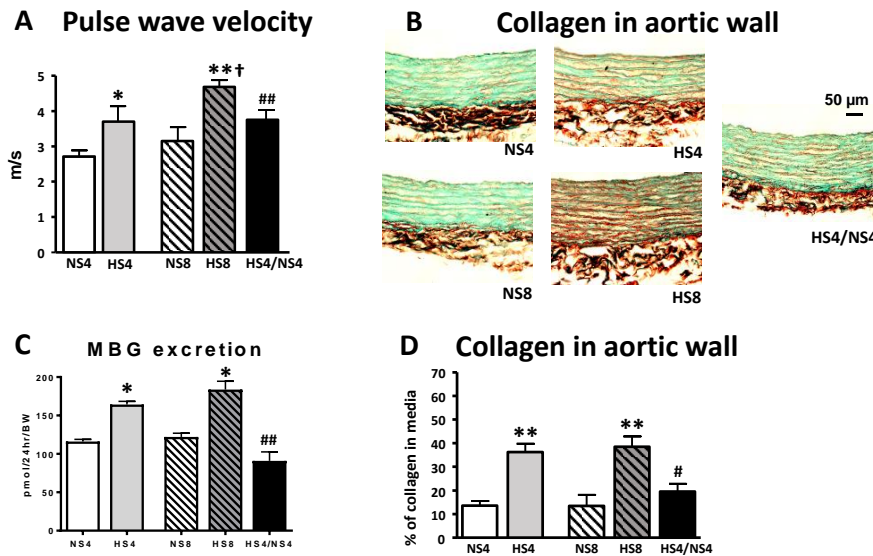 A Pulse wave velocity
5
4
3
2
1
0
m/s
*
**†
##
NS4 HS4 NS8 HS8 HS4/NS4
B Collagen in aortic wall
50 µm
NS4
HS4
NS8
HS8
HS4/NS4
C MBG excretion
200
150
100
50
0
pmol/24hr/BW
*
*
##
NS4 HS4 NS8 HS8 HS4/NS4
D Collagen in aortic wall
70
60
50
40
30
20
10
0
% of collagen in media
**
**
#
NS4 HS4 NS8 HS8 HS4/NS4